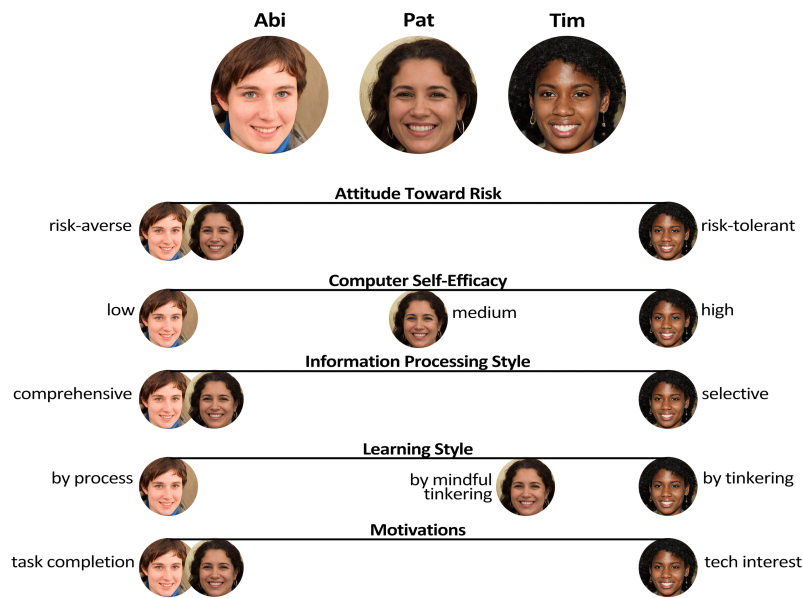 Abi Pat Tim
Attitude Toward Risk
risk-averse risk-tolerant
Computer Self-Efficacy
low medium high
Information Processing Style
comprehensive selective
Learning Style
by process by mindful by tinkering
tinkering
Motivations
task completion tech interest